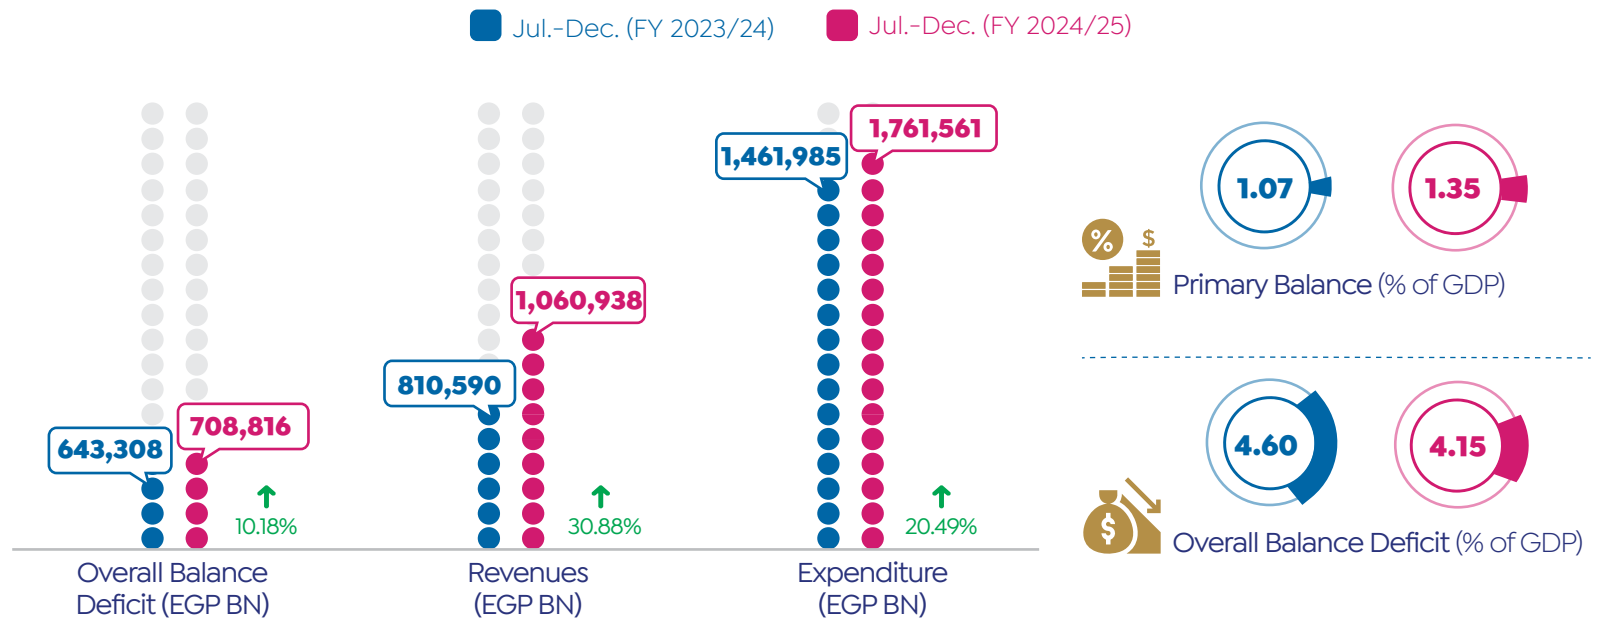 Jul.-Dec. (FY 2023/24)
Jul.-Dec. (FY 2024/25)
643,308
708,816
10.18%
Overall Balance
Deficit (EGP BN)
810,590
1,060,938
30.88%
Revenues
(EGP BN)
1,461,985
1,761,561
20.49%
Expenditure
(EGP BN)
1.07
1.35
% $
Primary Balance (% of GDP)
4.60
4.15
$
Overall Balance Deficit (% of GDP)